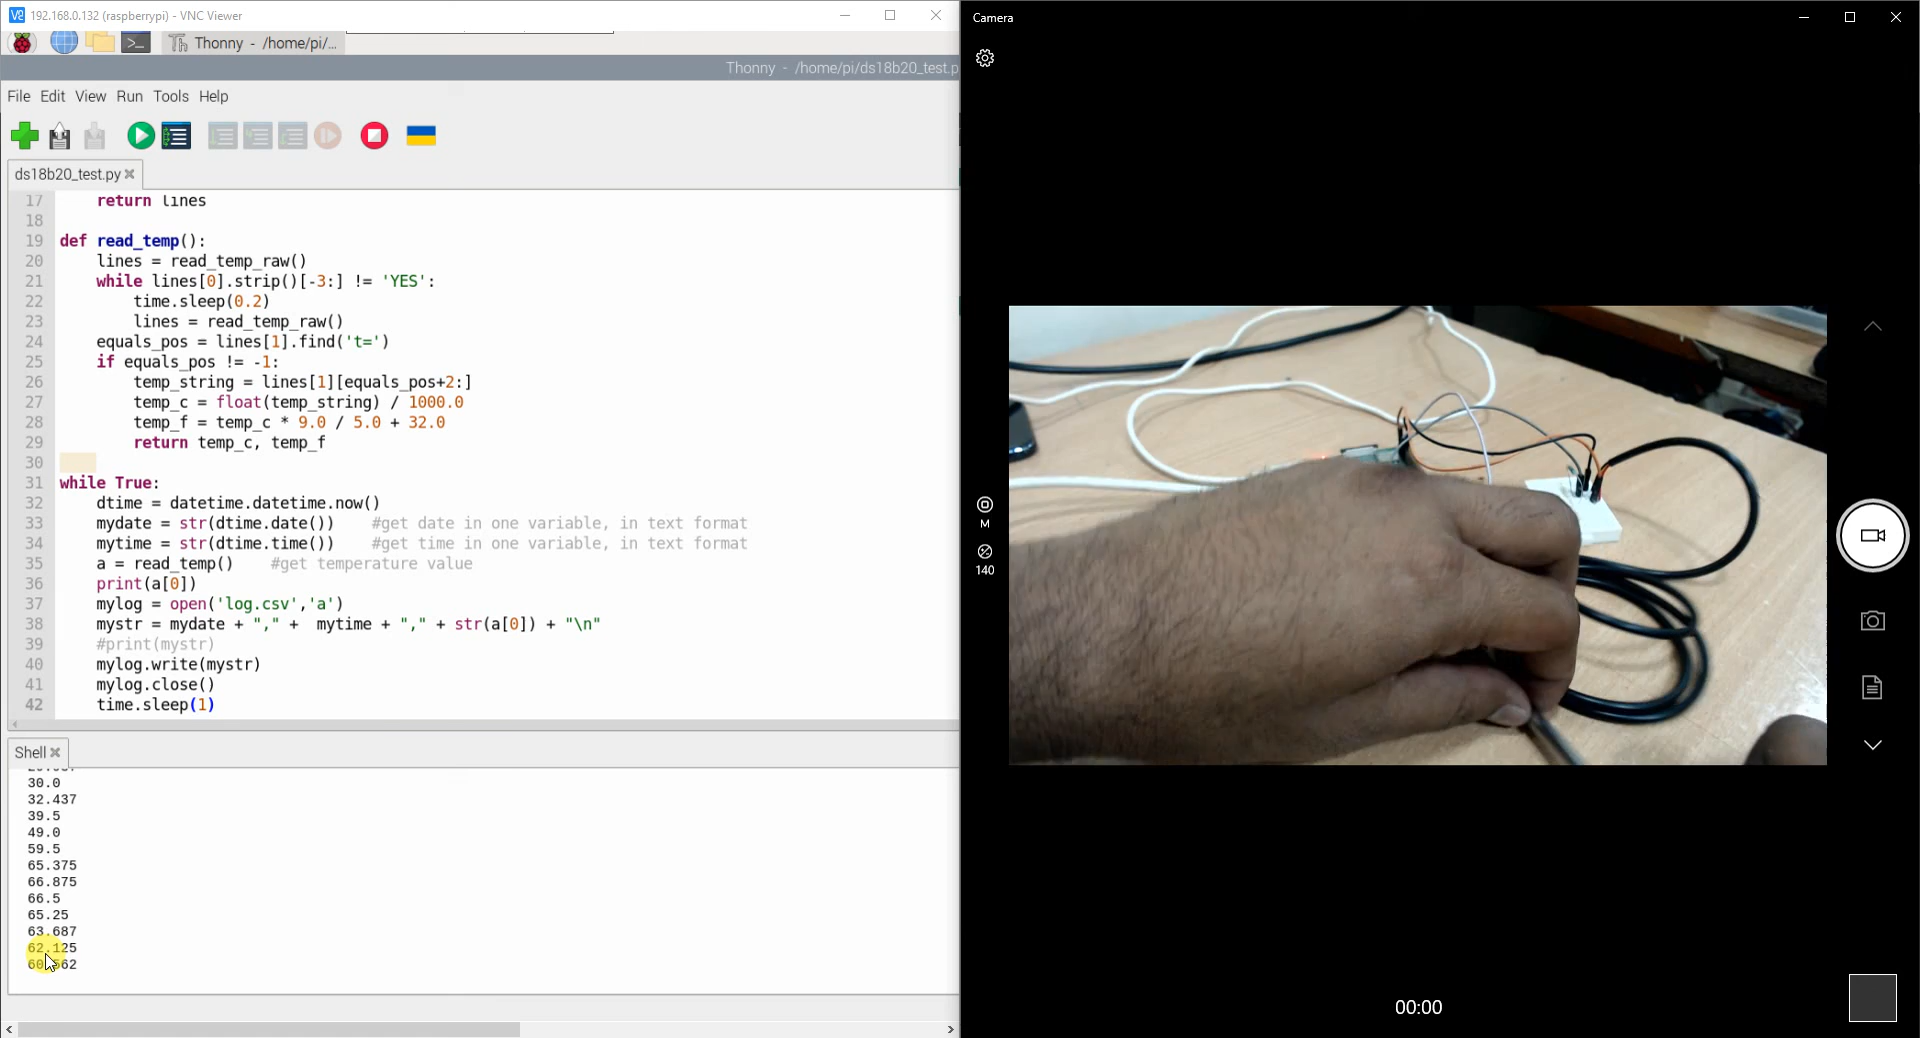 192.168.0.132 (raspberrypi) - VNC Viewer
Thonny - /home/pi/...
Thonny - /home/pi/ds18b20_test.p
File Edit View Run Tools Help
ds18b20_test.py
17     return lines
18
19 def read_temp():
20     lines = read_temp_raw()
21     while lines[0].strip()[-3:] != 'YES':
22         time.sleep(0.2)
23         lines = read_temp_raw()
24     equals_pos = lines[1].find('t=')
25     if equals_pos != -1:
26         temp_string = lines[1][equals_pos+2:]
27         temp_c = float(temp_string) / 1000.0
28         temp_f = temp_c * 9.0 / 5.0 + 32.0
29         return temp_c, temp_f
30
31 while True:
32     dtime = datetime.datetime.now()
33     mydate = str(dtime.date())    #get date in one variable, in text format
34     mytime = str(dtime.time())    #get time in one variable, in text format
35     a = read_temp()    #get temperature value
36     print(a[0])
37     mylog = open('log.csv','a')
38     mystr = mydate + "," +  mytime + "," + str(a[0]) + "\n"
39     #print(mystr)
40     mylog.write(mystr)
41     mylog.close()
42     time.sleep(1)
Shell
30.0
32.437
39.5
49.0
59.5
65.375
66.875
66.5
65.25
63.687
62.125
60.562
Camera
M
140
00:00